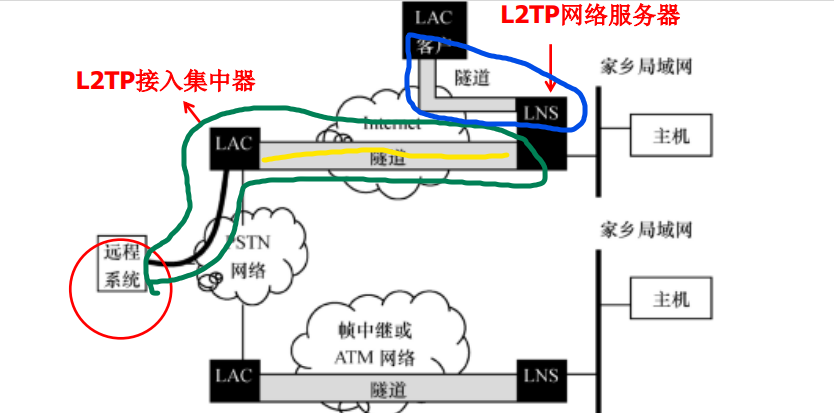 LAC
客户
L2TP网络服务器
L2TP接入集中器
隧道
家乡局域网
Internet
LNS
主机
LAC
隧道
远程
系统
PSTN
网络
家乡局域网
主机
帧中继或
ATM 网络
LAC
隧道
LNS